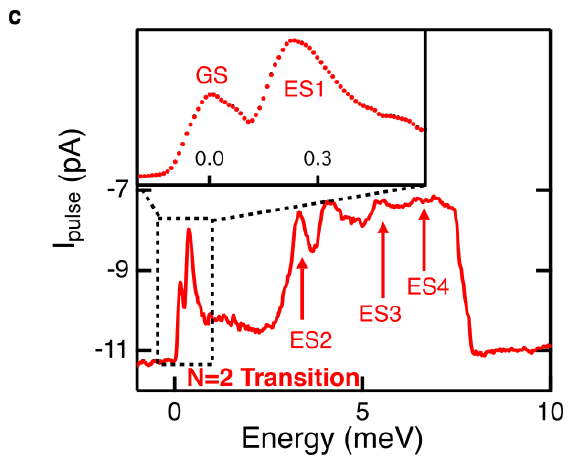 c
GS
ES1
0.0
0.3
-7
-9
-11
I pulse (pA)
ES2
ES3
ES4
N=2 Transition
0
5
10
Energy (meV)